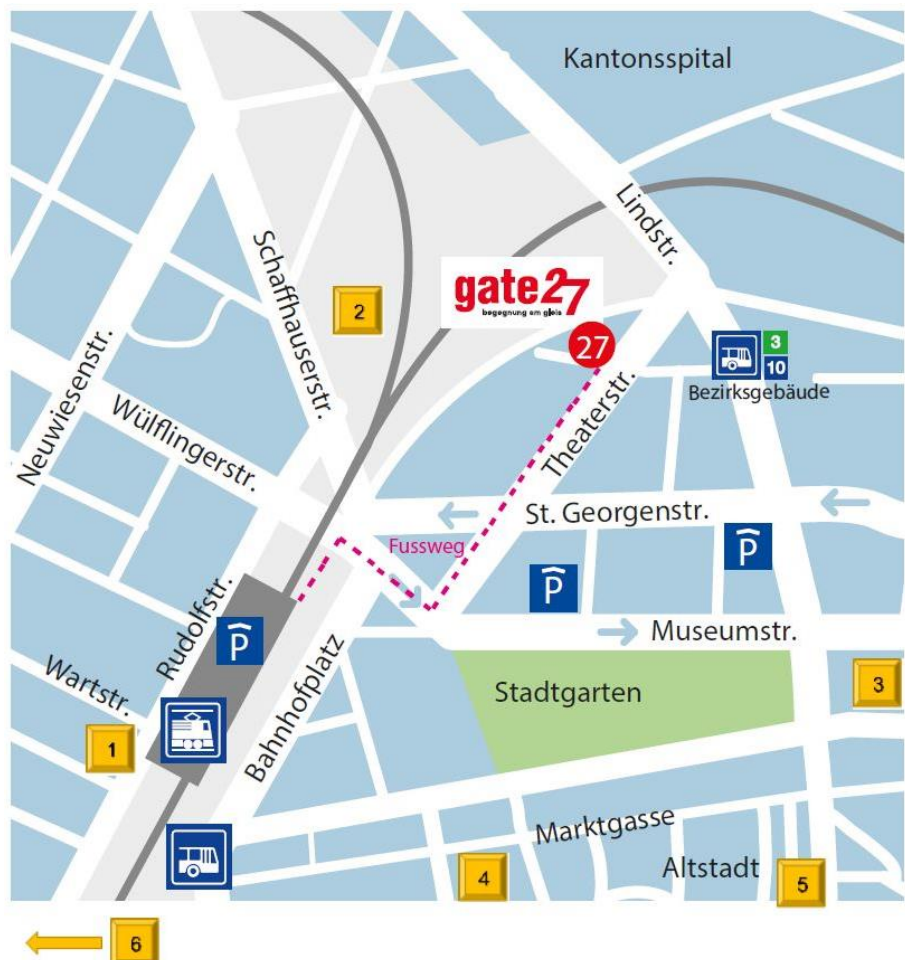 Kantonsspital
Lindstr.
Schaffhauserstr.
2
gate27
begegnung am gleis
27
3
10
Bezirksgebäude
Neuwiesenstr.
Wülflingerstr.
Theaterstr.
St. Georgenstr.
Fussweg
P
P
Rudolfstr.
P
Museumstr.
Wartstr.
Bahnhofplatz
Stadtgarten
3
1
Marktgasse
4
Altstadt
5
6